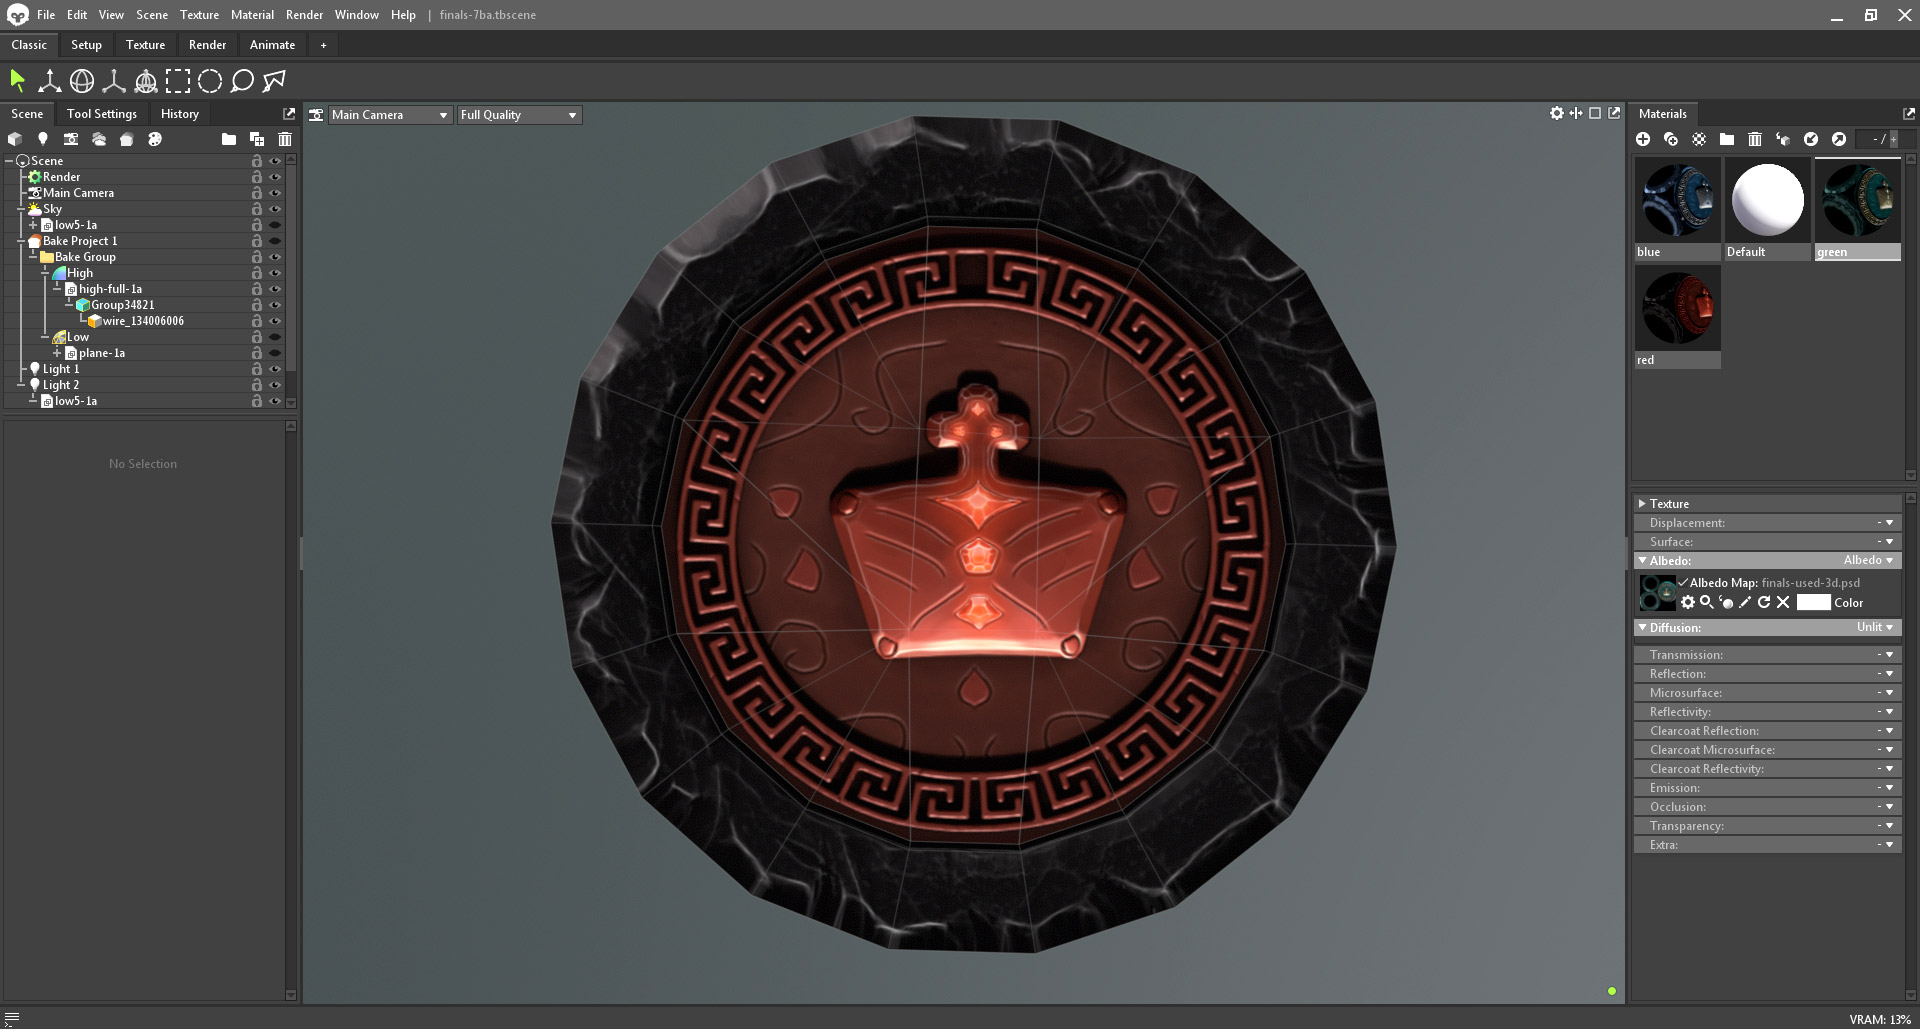 File Edit View Scene Texture Material Render Window Help | finals-7ba.tbscene
Classic Setup Texture Render Animate +
Scene Tool Settings History
Main Camera Full Quality
Materials
- / +
Scene
Render
Main Camera
Sky
low5-1a
Bake Project 1
Bake Group
High
high-full-1a
Group34821
wire_134006006
Low
plane-1a
Light 1
Light 2
low5-1a
No Selection
blue Default green
red
Texture
Displacement: -
Surface: -
Albedo: Albedo
Albedo Map: finals-used-3d.psd
Color
Diffusion: Unlit
Transmission: -
Reflection: -
Microsurface: -
Reflectivity: -
Clearcoat Reflection: -
Clearcoat Microsurface: -
Clearcoat Reflectivity: -
Emission: -
Occlusion: -
Transparency: -
Extra: -
VRAM: 13%